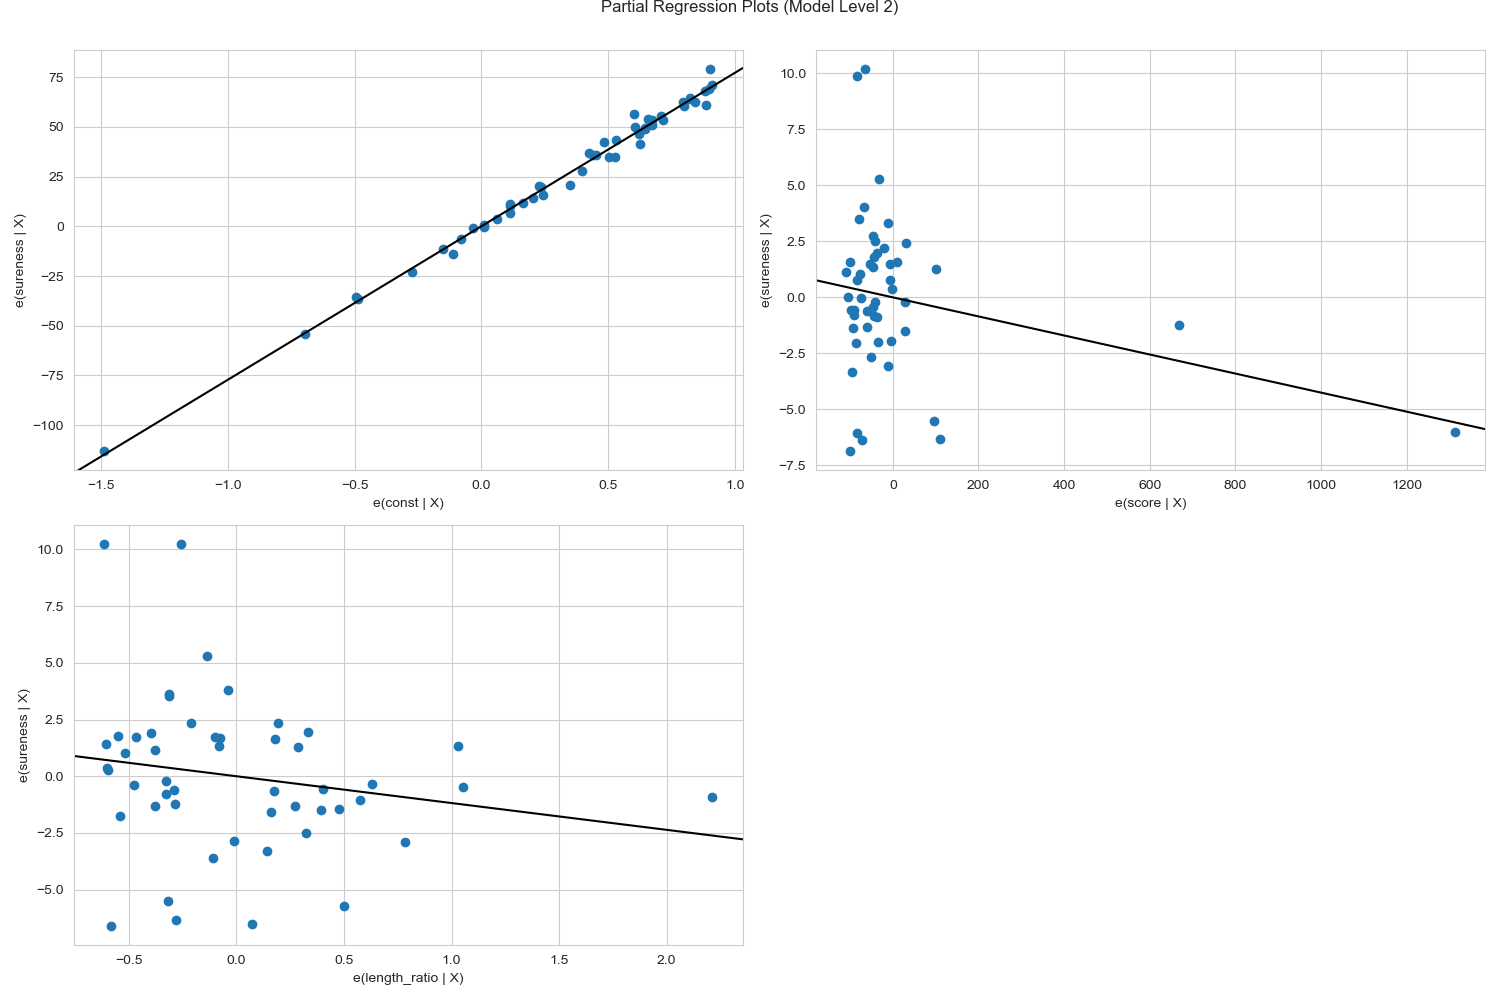 Partial Regression Plots (Model Level 2)
75
50
25
0
−25
−50
−75
−100
e(sureness | X)
−1.5 −1.0 −0.5 0.0 0.5 1.0
e(const | X)
10.0
7.5
5.0
2.5
0.0
−2.5
−5.0
−7.5
e(sureness | X)
0 200 400 600 800 1000 1200
e(score | X)
10.0
7.5
5.0
2.5
0.0
−2.5
−5.0
e(sureness | X)
−0.5 0.0 0.5 1.0 1.5 2.0
e(length_ratio | X)